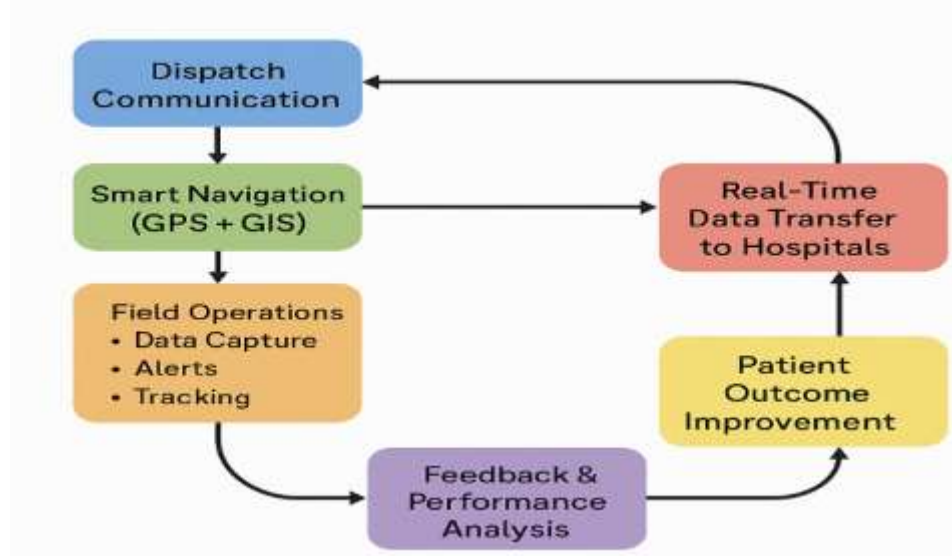 Dispatch
Communication
Smart Navigation
(GPS + GIS)
Field Operations
• Data Capture
• Alerts
• Tracking
Feedback &
Performance
Analysis
Patient
Outcome
Improvement
Real-Time
Data Transfer
to Hospitals